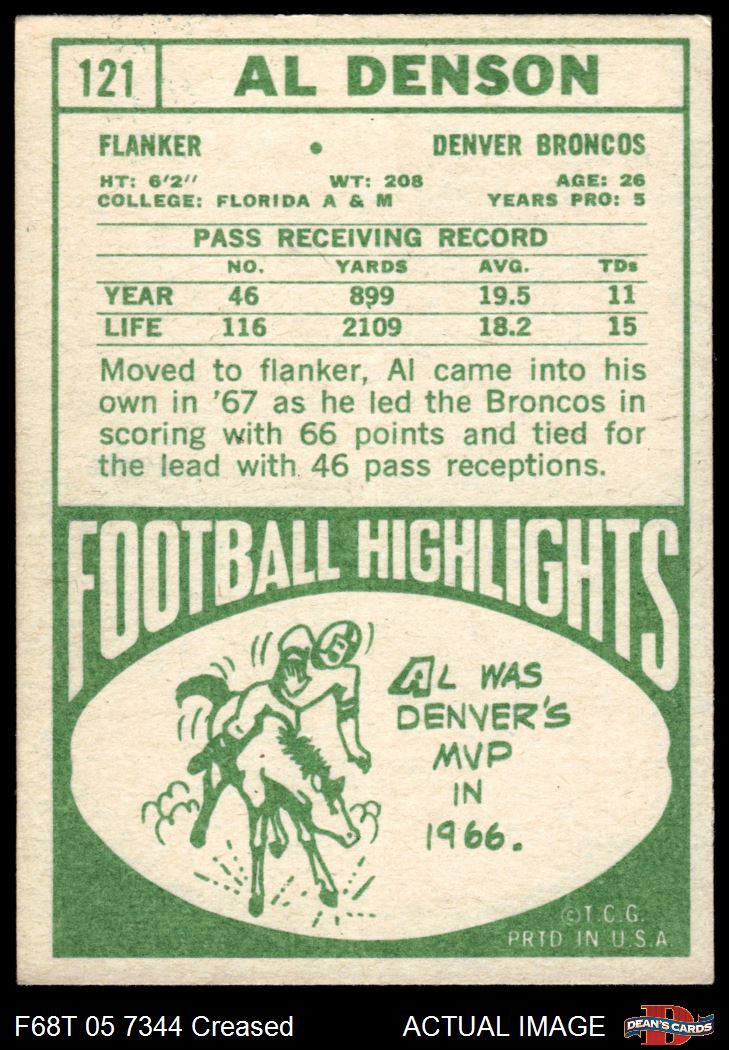 121 AL DENSON
FLANKER • DENVER BRONCOS
HT: 6'2" WT: 208 AGE: 26
COLLEGE: FLORIDA A & M YEARS PRO: 5
PASS RECEIVING RECORD
NO. YARDS AVG. TDs
YEAR 46 899 19.5 11
LIFE 116 2109 18.2 15
Moved to flanker, Al came into his
own in '67 as he led the Broncos in
scoring with 66 points and tied for
the lead with 46 pass receptions.
FOOTBALL HIGHLIGHTS
AL WAS
DENVER'S
MVP
IN
1966.
©T.C.G.
PRTD IN U.S.A.
F68T 05 7344 Creased ACTUAL IMAGE DEAN'S CARDS